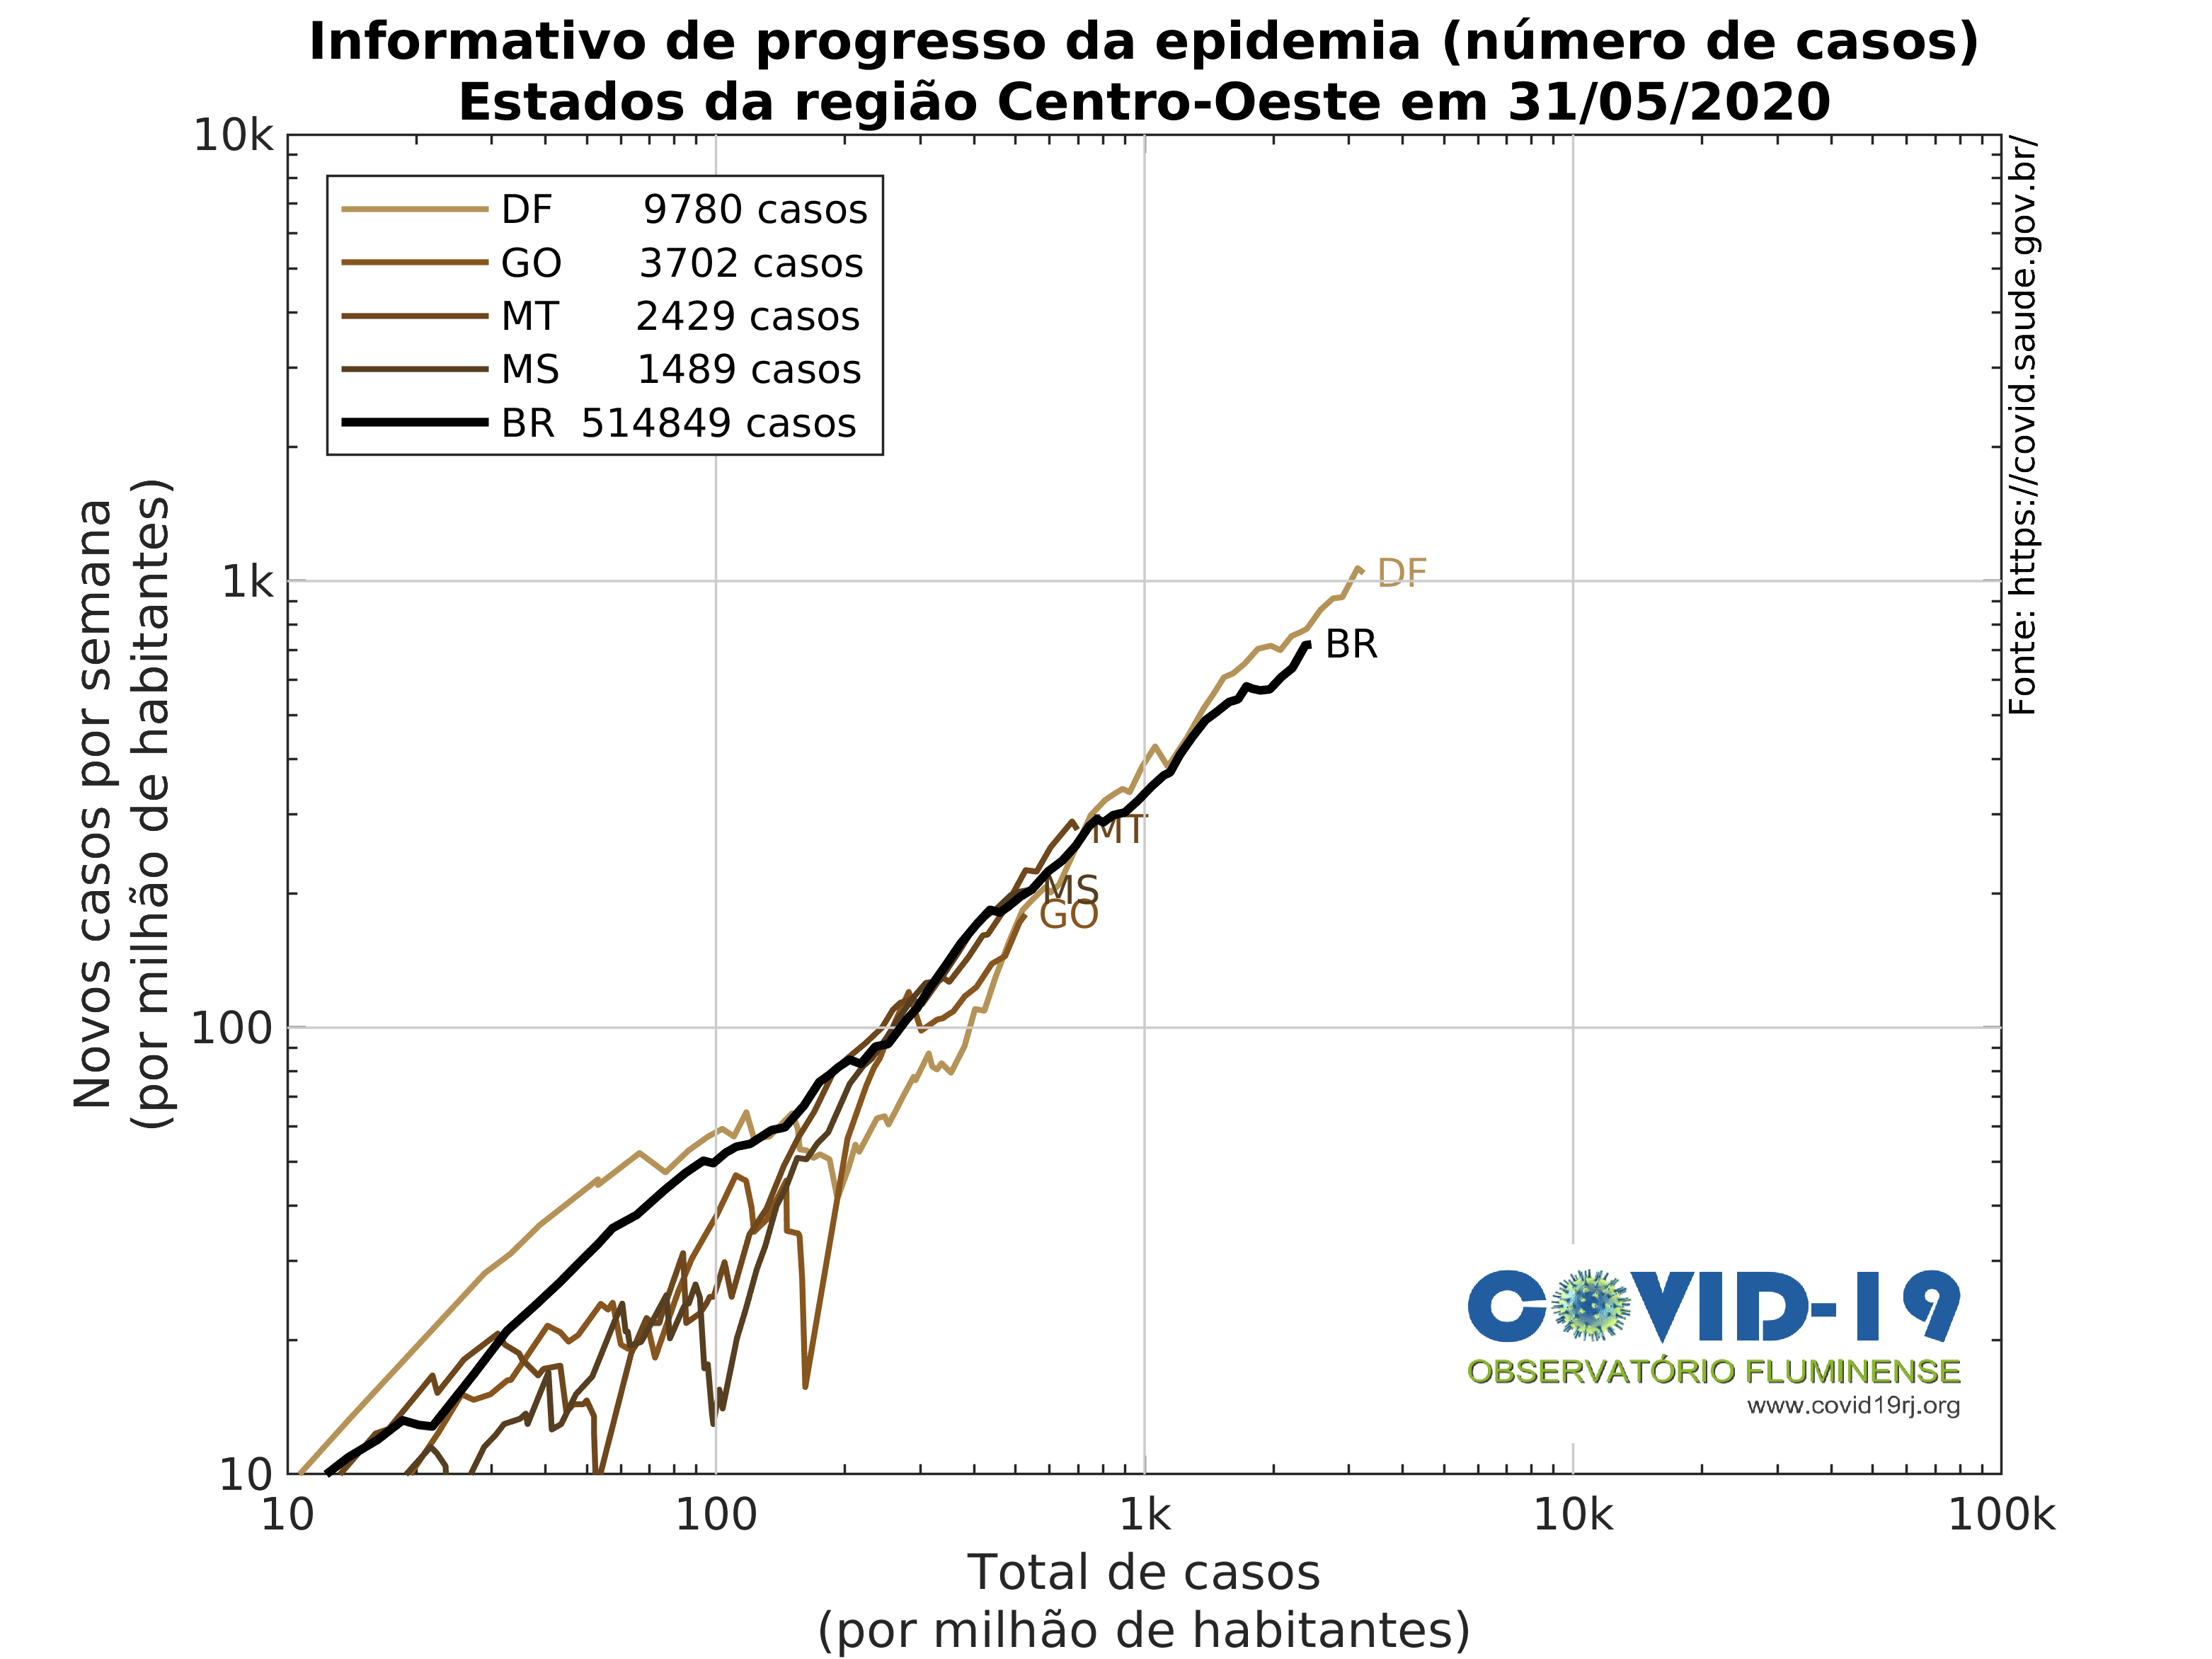 Informativo de progresso da epidemia (número de casos)
Estados da região Centro-Oeste em 31/05/2020
DF 9780 casos
GO 3702 casos
MT 2429 casos
MS 1489 casos
BR 514849 casos
Novos casos por semana
(por milhão de habitantes)
10k
1k
100
10
DF
BR
MT
MS
GO
Fonte: https://covid.saude.gov.br/
COVID-19
OBSERVATÓRIO FLUMINENSE
www.covid19rj.org
10 100 1k 10k 100k
Total de casos
(por milhão de habitantes)